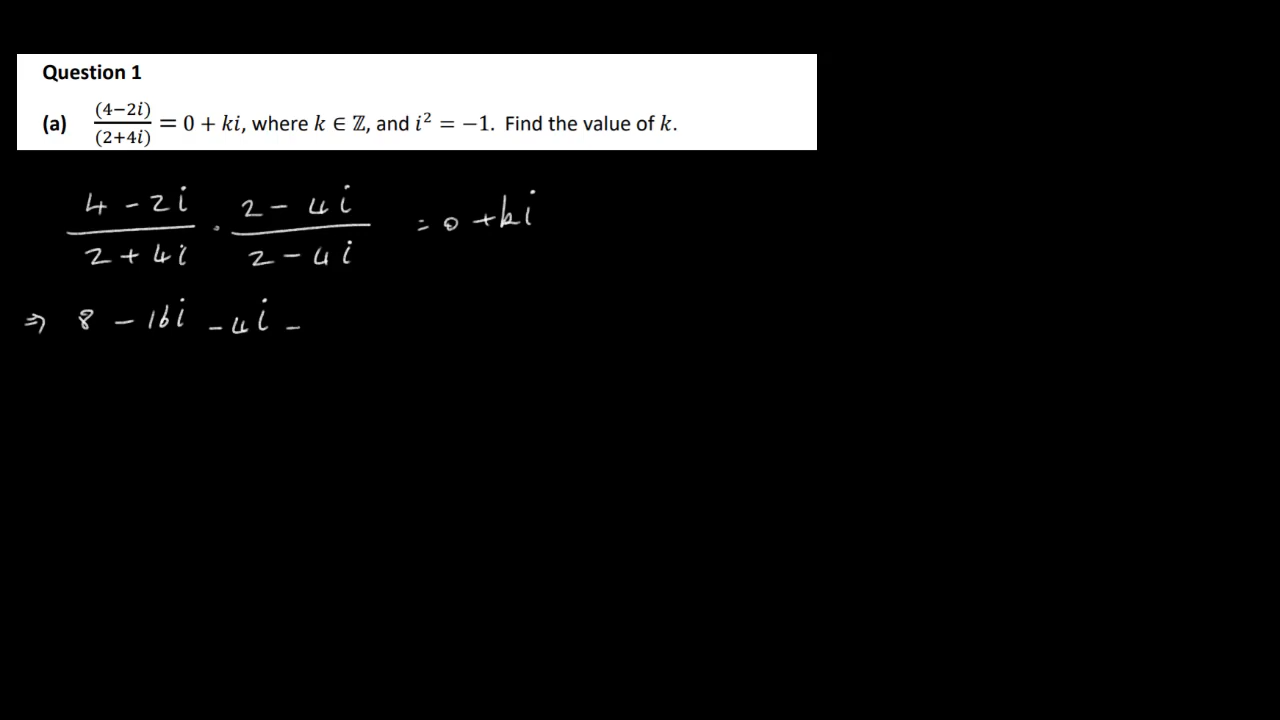 Question 1
(a) (4−2i)/(2+4i) = 0 + ki, where k ∈ ℤ, and i² = −1. Find the value of k.
4 - 2i / 2 + 4i . 2 - 4i / 2 - 4i = 0 + ki
⇒ 8 - 16i - 4i -